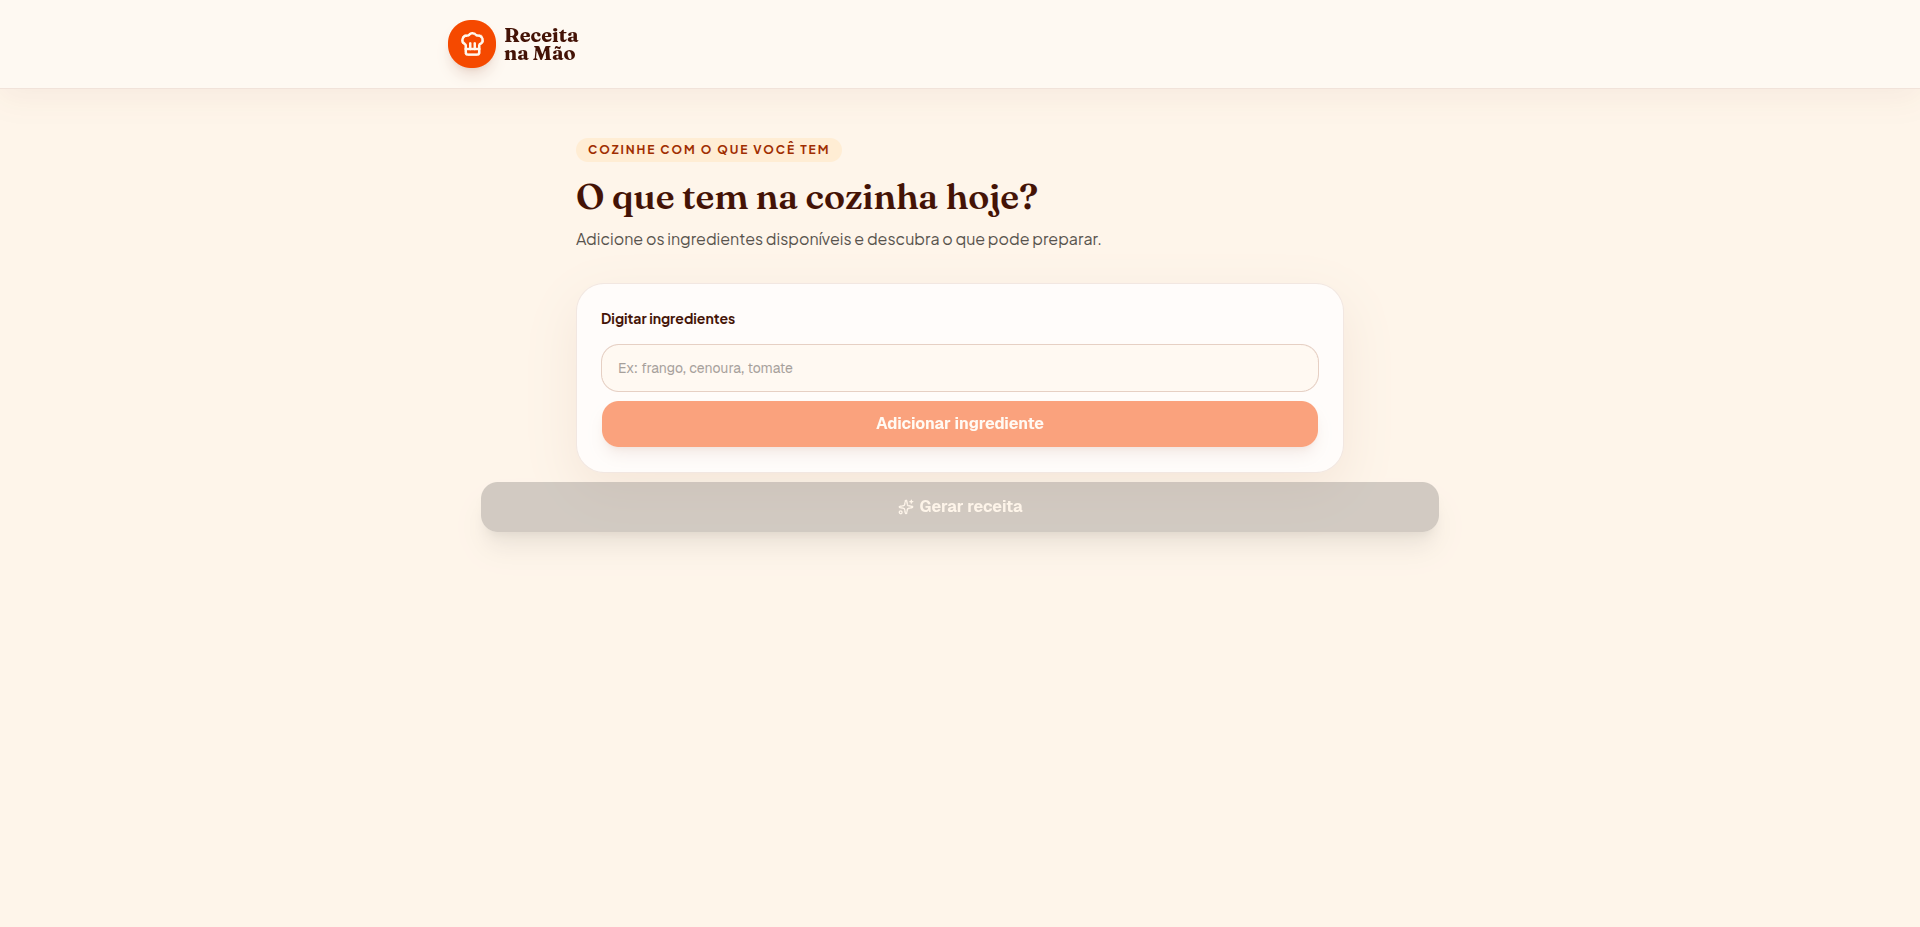 Receita
na Mão
COZINHE COM O QUE VOCÊ TEM
O que tem na cozinha hoje?
Adicione os ingredientes disponíveis e descubra o que pode preparar.
Digitar ingredientes
Ex: frango, cenoura, tomate
Adicionar ingrediente
Gerar receita